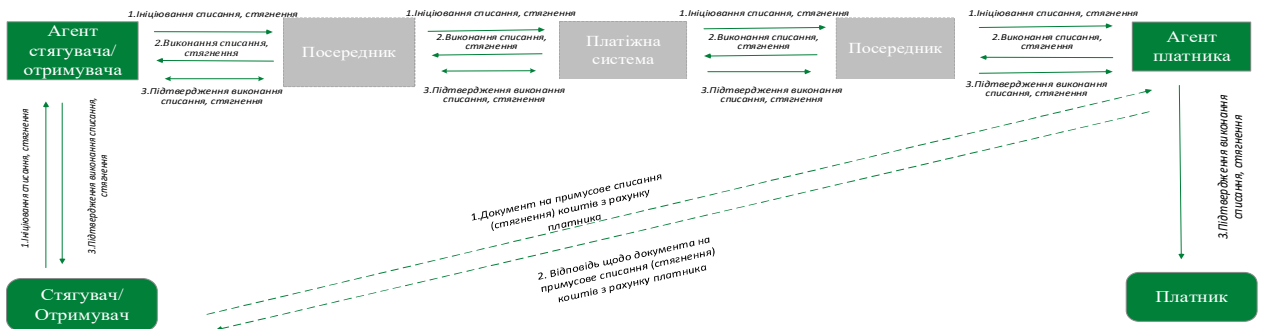 1.Ініціювання списання, стягнення
1.Ініціювання списання, стягнення
1.Ініціювання списання, стягнення
1.Ініціювання списання, стягнення
Агент
стягувача/
отримувача
2.Виконання списання,
стягнення
Посередник
2.Виконання списання,
стягнення
Платіжна
система
2.Виконання списання,
стягнення
Посередник
2.Виконання списання,
стягнення
Агент
платника
3.Підтвердження виконання
списання, стягнення
3.Підтвердження виконання
списання, стягнення
3.Підтвердження виконання
списання, стягнення
3.Підтвердження виконання
списання, стягнення
1.Ініціювання списання, стягнення
3.Підтвердження виконання списання,
стягнення
1.Документ на примусове списання
(стягнення) коштів з рахунку
платника
2. Відповідь щодо документа на
примусове списання (стягнення)
коштів з рахунку платника
3.Підтвердження виконання
списання, стягнення
Стягувач/
Отримувач
Платник